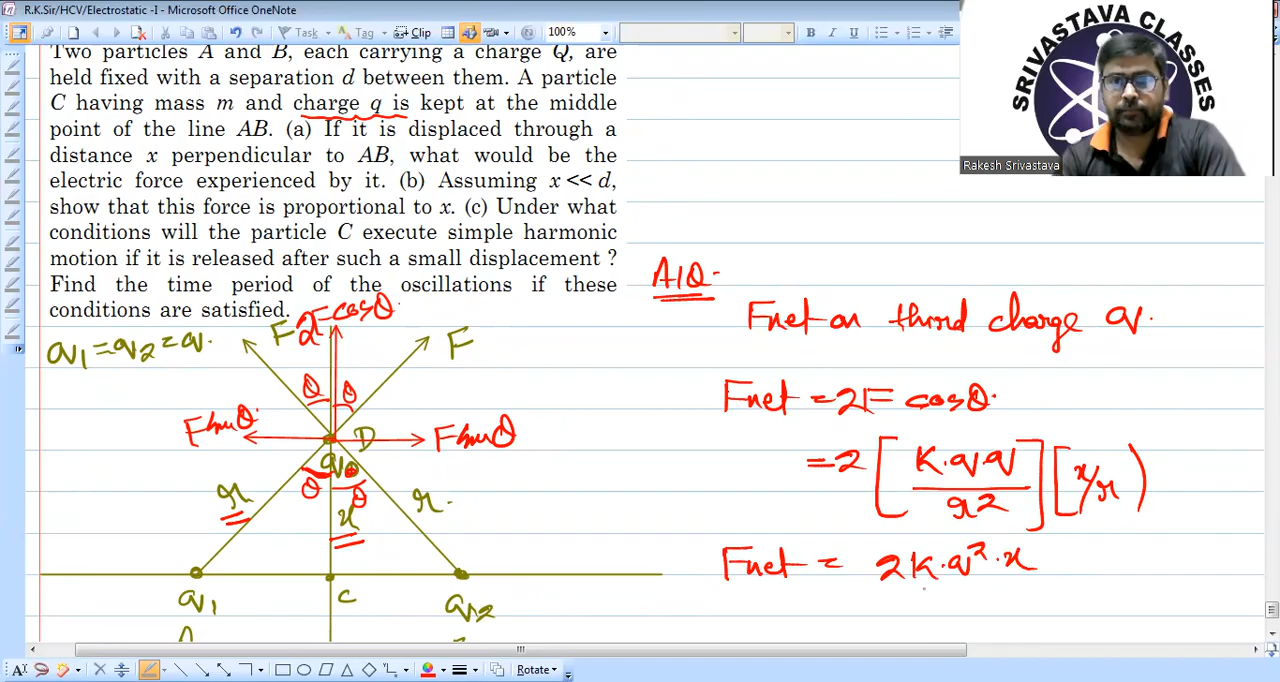 R.K.Sir/HCV/Electrostatic -I - Microsoft Office OneNote
Task
Tag
Clip
100%
B I U
Two particles A and B, each carrying a charge Q, are
held fixed with a separation d between them. A particle
C having mass m and charge q is kept at the middle
point of the line AB. (a) If it is displaced through a
distance x perpendicular to AB, what would be the
electric force experienced by it. (b) Assuming x << d,
show that this force is proportional to x. (c) Under what
conditions will the particle C execute simple harmonic
motion if it is released after such a small displacement ?
Find the time period of the oscillations if these
conditions are satisfied.
SRIVASTAVA CLASSES
Rakesh Srivastava
A/Q.
Fnet on third charge q.
Fnet = 2F cosθ.
= 2 [K.q.q/r2] [x/r)
Fnet = 2K.q².x
q1 = q2 = q.
F
2Fcosθ
F
θ θ
Fsinθ
Fsinθ
D
q
θ θ
r
x
r
q1
C
q2
Rotate